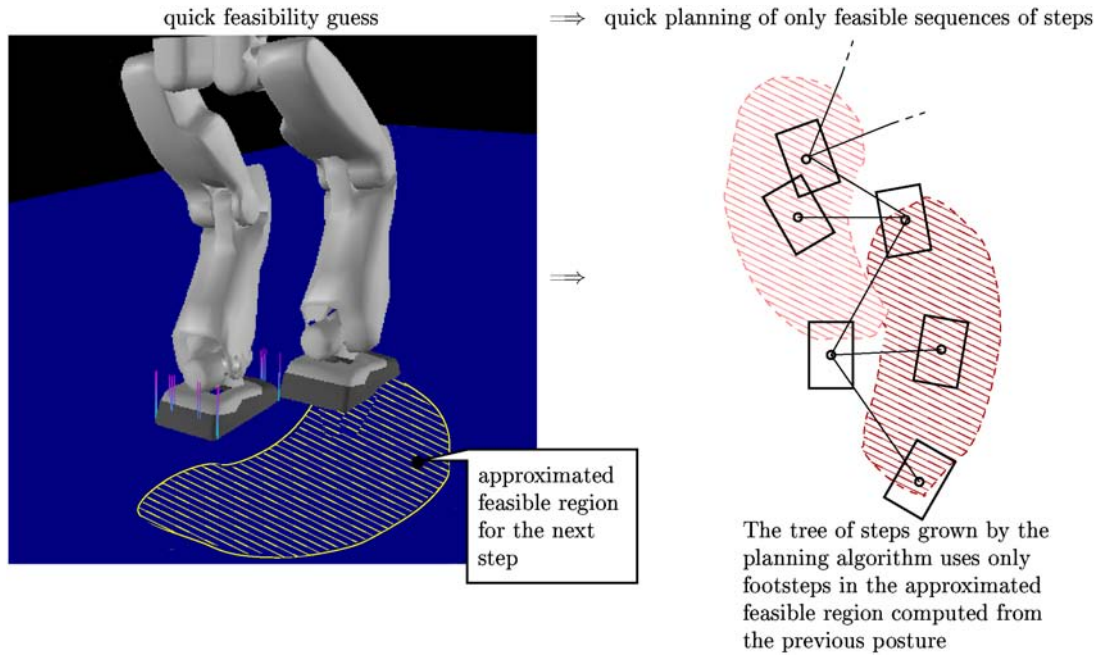 quick feasibility guess
⟹ quick planning of only feasible sequences of steps
⟹
approximated
feasible region
for the next
step
The tree of steps grown by the
planning algorithm uses only
footsteps in the approximated
feasible region computed from
the previous posture